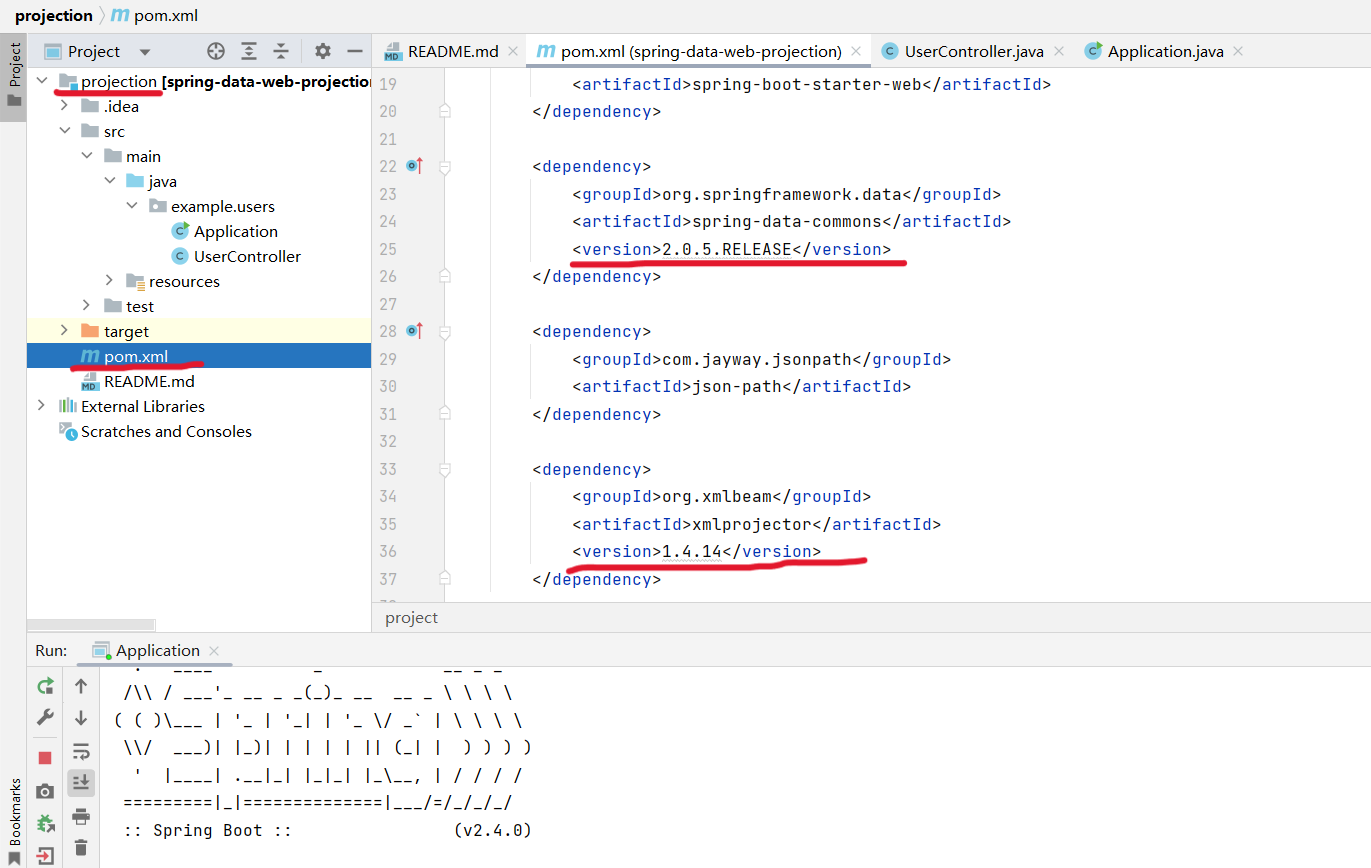 projection pom.xml
Project
Project
README.md
pom.xml (spring-data-web-projection)
UserController.java
Application.java
projection [spring-data-web-projection
.idea
src
main
java
example.users
Application
UserController
resources
test
target
pom.xml
README.md
External Libraries
Scratches and Consoles
19 <artifactId>spring-boot-starter-web</artifactId>
20 </dependency>
21
22 <dependency>
23 <groupId>org.springframework.data</groupId>
24 <artifactId>spring-data-commons</artifactId>
25 <version>2.0.5.RELEASE</version>
26 </dependency>
27
28 <dependency>
29 <groupId>com.jayway.jsonpath</groupId>
30 <artifactId>json-path</artifactId>
31 </dependency>
32
33 <dependency>
34 <groupId>org.xmlbeam</groupId>
35 <artifactId>xmlprojector</artifactId>
36 <version>1.4.14</version>
37 </dependency>
project
Run: Application
/\\ / ___'_ __ _ _(_)_ __  __ _ \ \ \ \
( ( )\___ | '_ | '_| | '_ \/ _` | \ \ \ \
\\/  ___)| |_)| | | | | || (_| |  ) ) ) )
'  |____| .__|_| |_|_| |_\__, | / / / /
=========|_|==============|___/=/_/_/_/
:: Spring Boot :: (v2.4.0)
Bookmarks